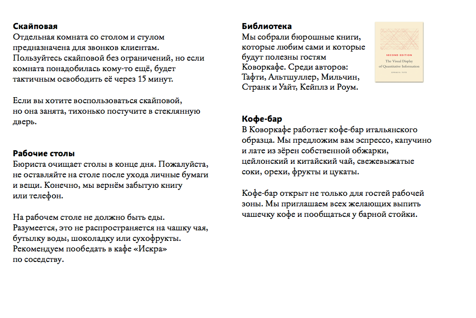 Скайповая
Отдельная комната со столом и стулом
предназначена для звонков клиентам.
Пользуйтесь скайповой без ограничений, но если
комната понадобилась кому-то ещё, будет
тактичным освободить её через 15 минут.
Если вы хотите воспользоваться скайповой,
но она занята, тихонько постучите в стеклянную
дверь.
Рабочие столы
Бюриста очищает столы в конце дня. Пожалуйста,
не оставляйте на столе после ухода личные бумаги
и вещи. Конечно, мы вернём забытую книгу
или телефон.
На рабочем столе не должно быть еды.
Разумеется, это не распространяется на чашку чая,
бутылку воды, шоколадку или сухофрукты.
Рекомендуем пообедать в кафе «Искра»
по соседству.
Библиотека
Мы собрали бюрошные книги,
которые любим сами и которые
будут полезны гостям
Коворкафе. Среди авторов:
Тафти, Альтшуллер, Мильчин,
Странк и Уайт, Кейплз и Роум.
SECOND EDITION
The Visual Display
of Quantitative Information
Кофе-бар
В Коворкафе работает кофе-бар итальянского
образца. Мы предложим вам эспрессо, капучино
и лате из зёрн собственной обжарки,
цейлонский и китайский чай, свежевыжатые
соки, орехи, фрукты и цукаты.
Кофе-бар открыт не только для гостей рабочей
зоны. Мы приглашаем всех желающих выпить
чашечку кофе и пообщаться у барной стойки.